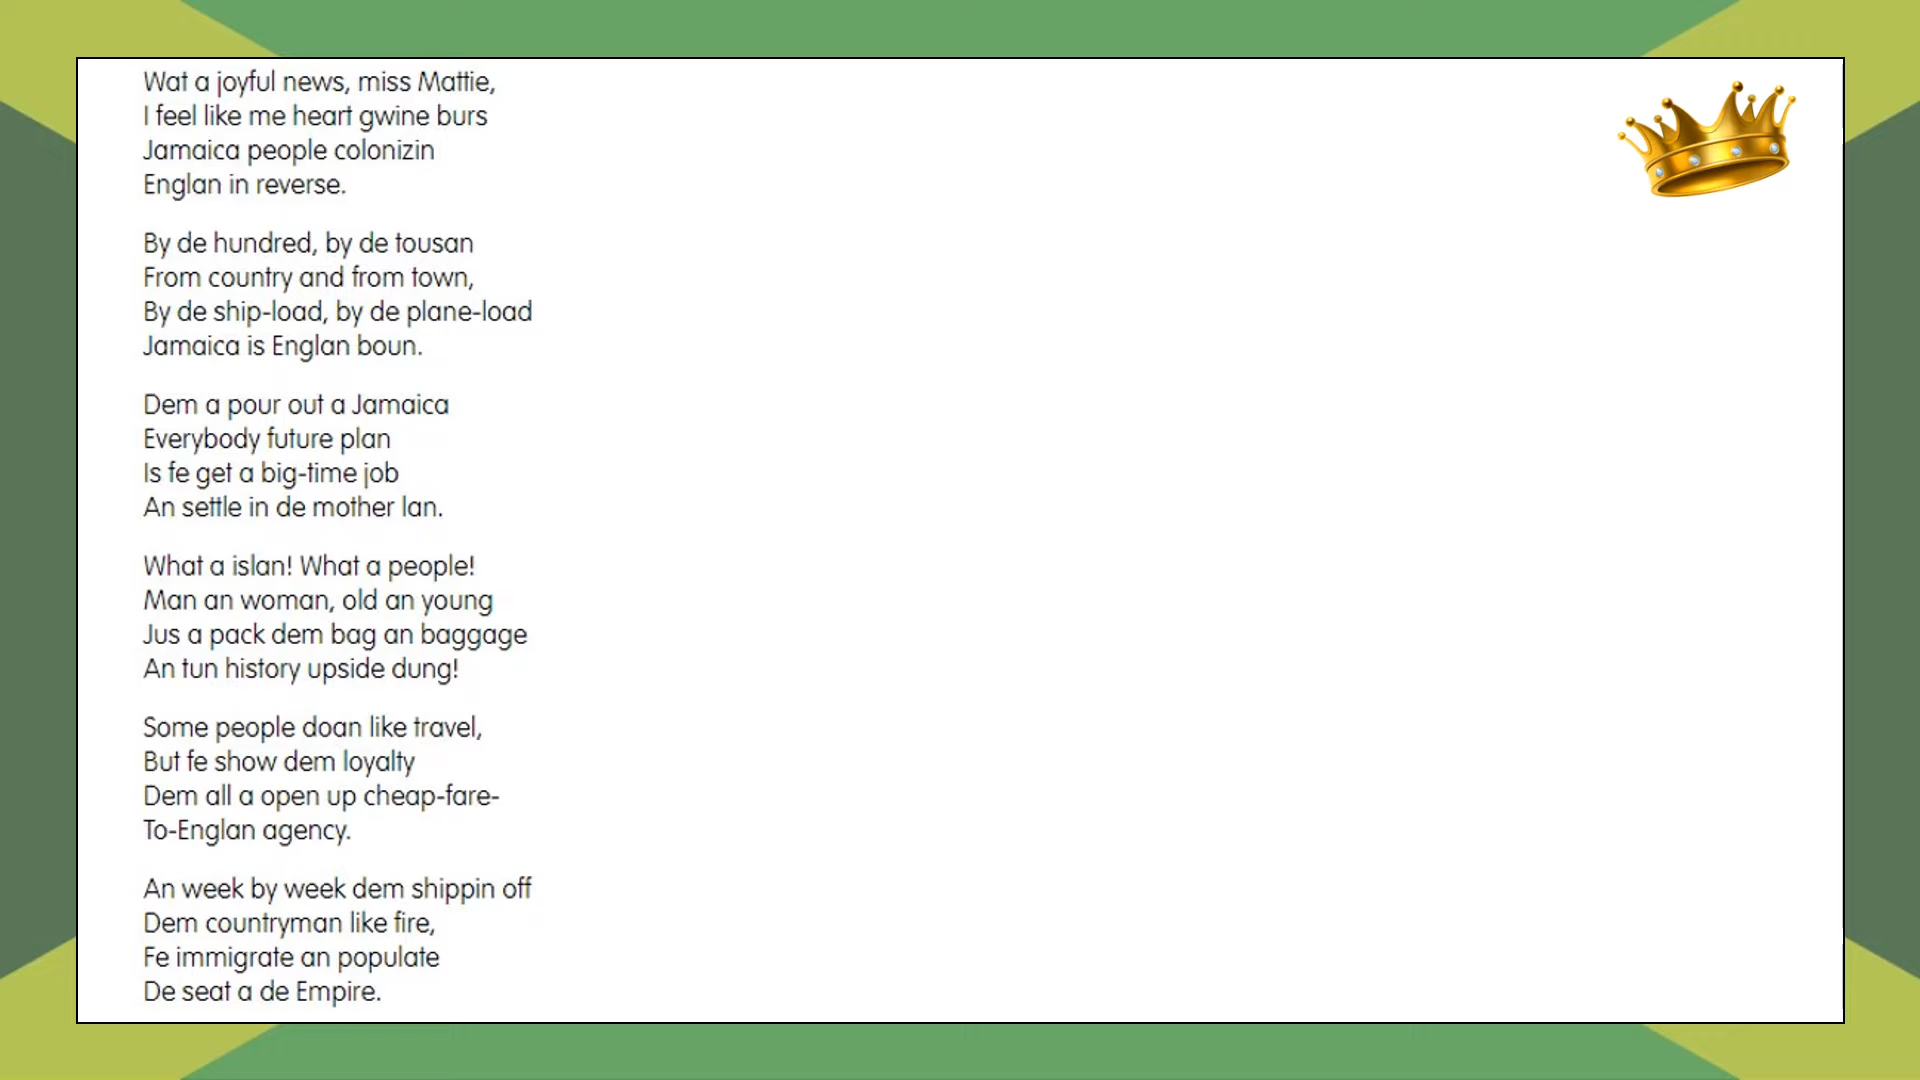 Wat a joyful news, miss Mattie,
I feel like me heart gwine burs
Jamaica people colonizin
Englan in reverse.
By de hundred, by de tousan
From country and from town,
By de ship-load, by de plane-load
Jamaica is Englan boun.
Dem a pour out a Jamaica
Everybody future plan
Is fe get a big-time job
An settle in de mother lan.
What a islan! What a people!
Man an woman, old an young
Jus a pack dem bag an baggage
An tun history upside dung!
Some people doan like travel,
But fe show dem loyalty
Dem all a open up cheap-fare-
To-Englan agency.
An week by week dem shippin off
Dem countryman like fire,
Fe immigrate an populate
De seat a de Empire.